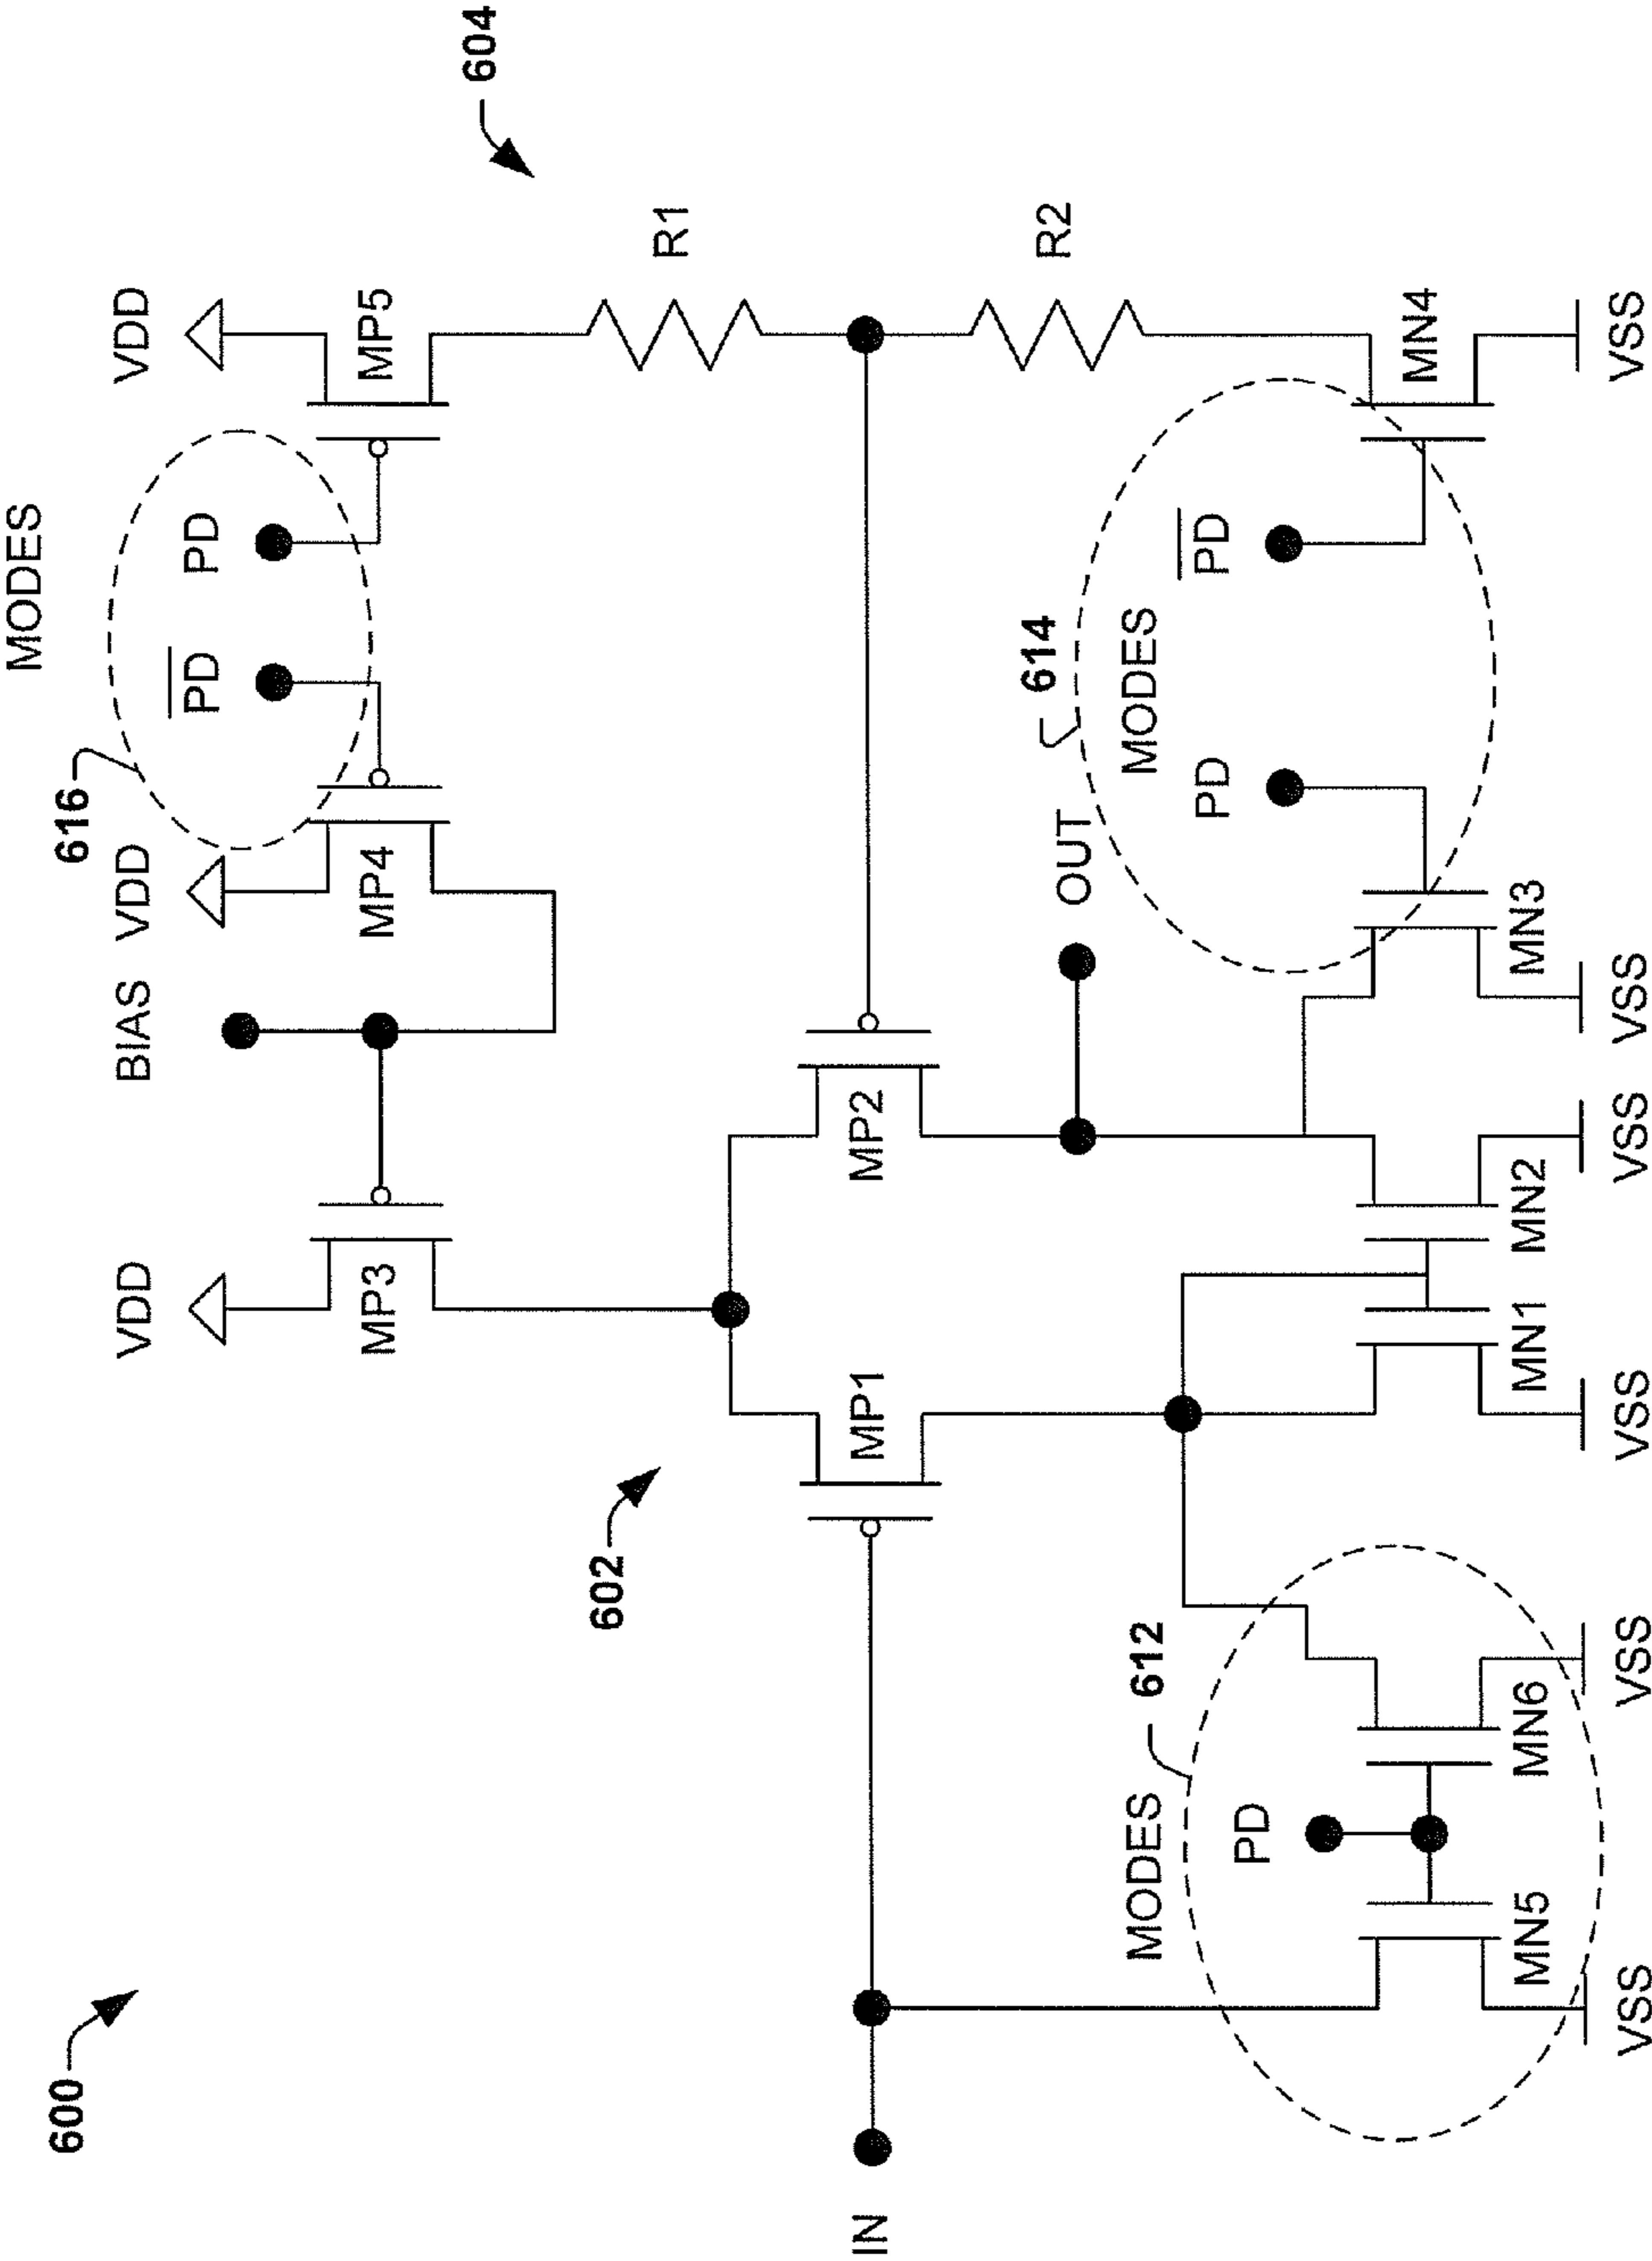 600
602
604
MODES
616
PD
PD
VDD
BIAS
VDD
VDD
MP3
MP4
MP5
R1
MP1
MP2
R2
IN
OUT
614
MODES
PD
PD
MODES
612
PD
MN5
MN6
MN1
MN2
MN3
MN4
VSS
VSS
VSS
VSS
VSS
VSS